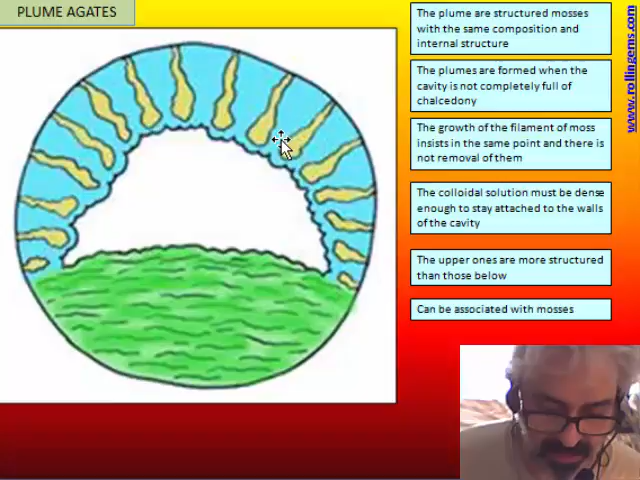 PLUME AGATES
The plume are structured mosses
with the same composition and
internal structure
The plumes are formed when the
cavity is not completely full of
chalcedony
The growth of the filament of moss
insists in the same point and there is
not removal of them
The colloidal solution must be dense
enough to stay attached to the walls
of the cavity
The upper ones are more structured
than those below
Can be associated with mosses
www.rollingems.com